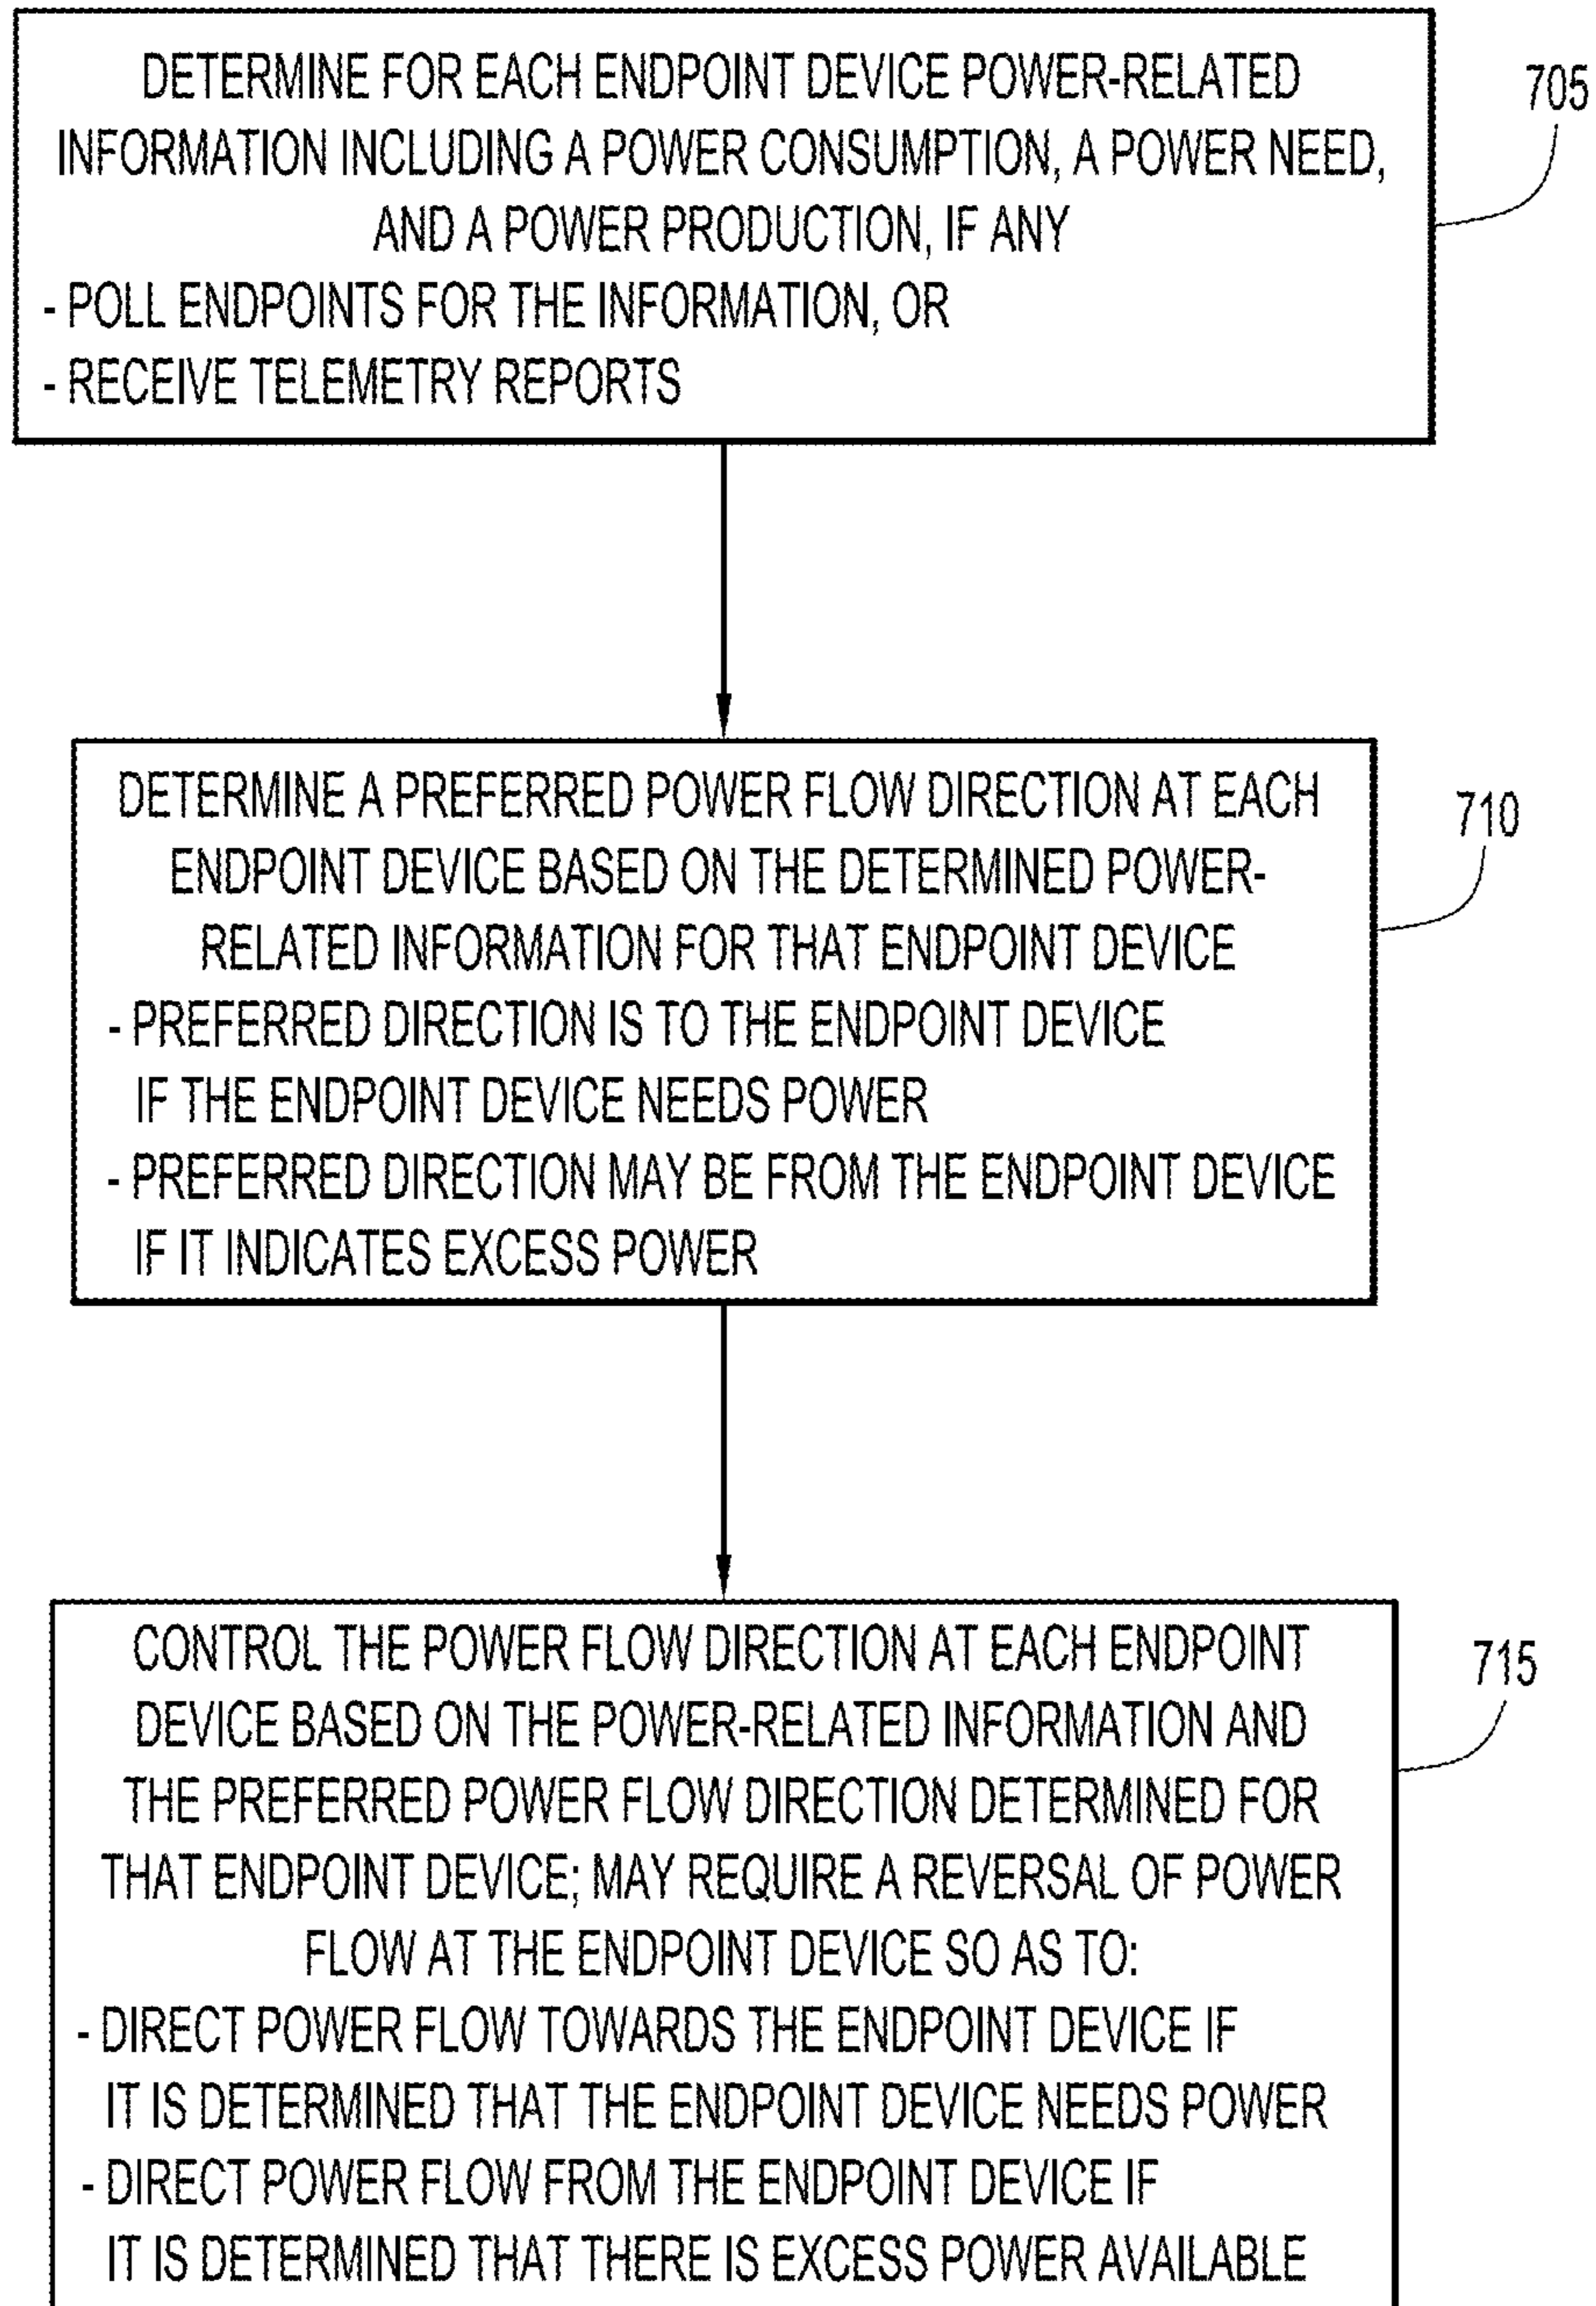 DETERMINE FOR EACH ENDPOINT DEVICE POWER-RELATED
INFORMATION INCLUDING A POWER CONSUMPTION, A POWER NEED,
AND A POWER PRODUCTION, IF ANY
- POLL ENDPOINTS FOR THE INFORMATION, OR
- RECEIVE TELEMETRY REPORTS
705
DETERMINE A PREFERRED POWER FLOW DIRECTION AT EACH
ENDPOINT DEVICE BASED ON THE DETERMINED POWER-
RELATED INFORMATION FOR THAT ENDPOINT DEVICE
- PREFERRED DIRECTION IS TO THE ENDPOINT DEVICE
IF THE ENDPOINT DEVICE NEEDS POWER
- PREFERRED DIRECTION MAY BE FROM THE ENDPOINT DEVICE
IF IT INDICATES EXCESS POWER
710
CONTROL THE POWER FLOW DIRECTION AT EACH ENDPOINT
DEVICE BASED ON THE POWER-RELATED INFORMATION AND
THE PREFERRED POWER FLOW DIRECTION DETERMINED FOR
THAT ENDPOINT DEVICE; MAY REQUIRE A REVERSAL OF POWER
FLOW AT THE ENDPOINT DEVICE SO AS TO:
- DIRECT POWER FLOW TOWARDS THE ENDPOINT DEVICE IF
IT IS DETERMINED THAT THE ENDPOINT DEVICE NEEDS POWER
- DIRECT POWER FLOW FROM THE ENDPOINT DEVICE IF
IT IS DETERMINED THAT THERE IS EXCESS POWER AVAILABLE
715